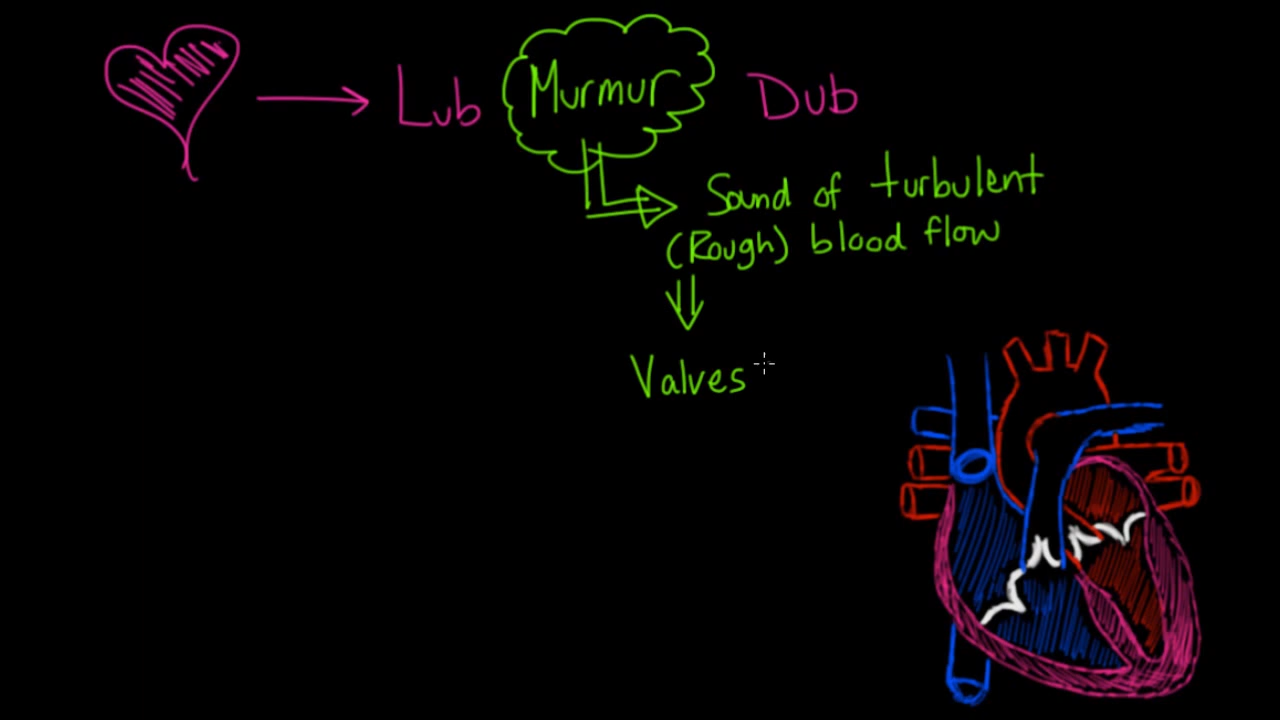 Lub Murmur Dub
Sound of turbulent
(Rough) blood flow
Valves